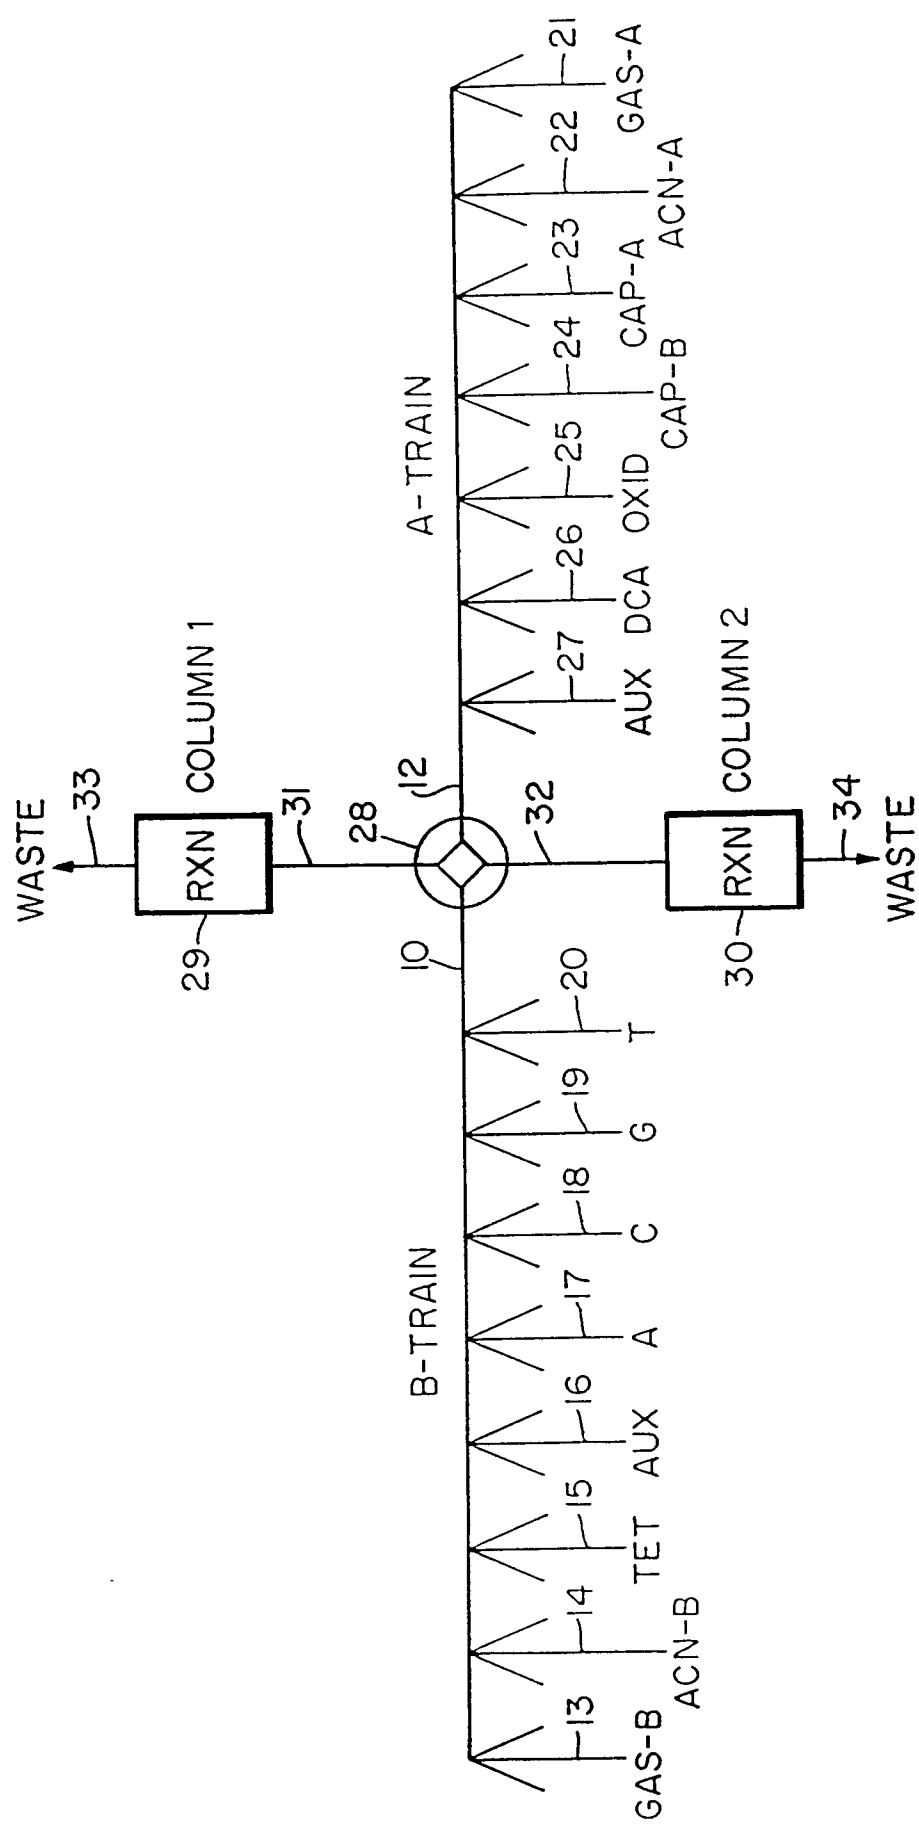 WASTE
33
29
RXN
COLUMN 1
31
28
B-TRAIN
10
12
A-TRAIN
13
14
15
16
17
18
19
20
32
27
26
25
24
23
22
21
GAS-B
ACN-B
TET
AUX
A
C
G
T
AUX
DCA
OXID
CAP-B
CAP-A
ACN-A
GAS-A
30
RXN
COLUMN 2
34
WASTE